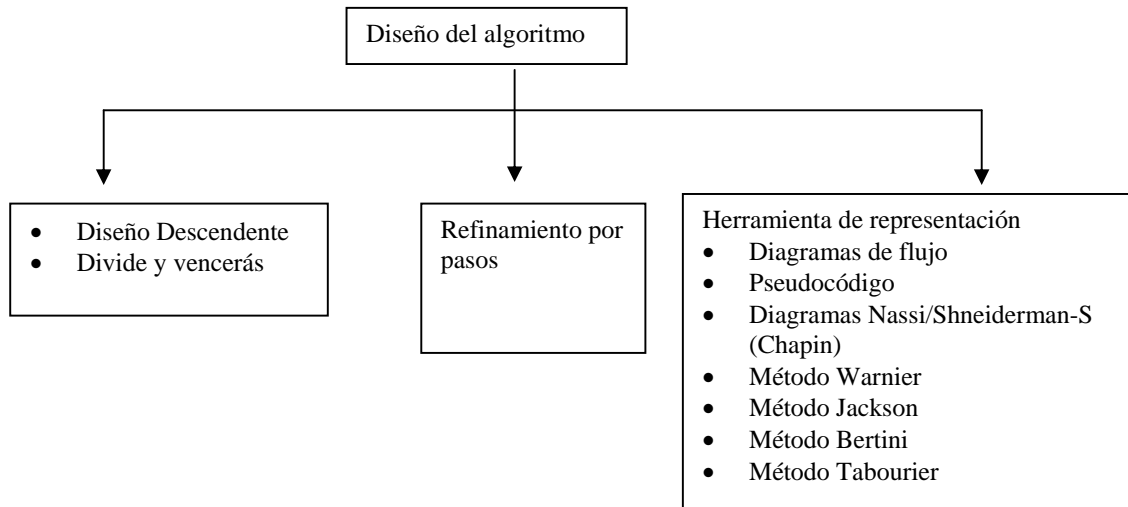 Diseño del algoritmo
• Diseño Descendente
• Divide y vencerás
Refinamiento por
pasos
Herramienta de representación
• Diagramas de flujo
• Pseudocódigo
• Diagramas Nassi/Shneiderman-S
(Chapin)
• Método Warnier
• Método Jackson
• Método Bertini
• Método Tabourier